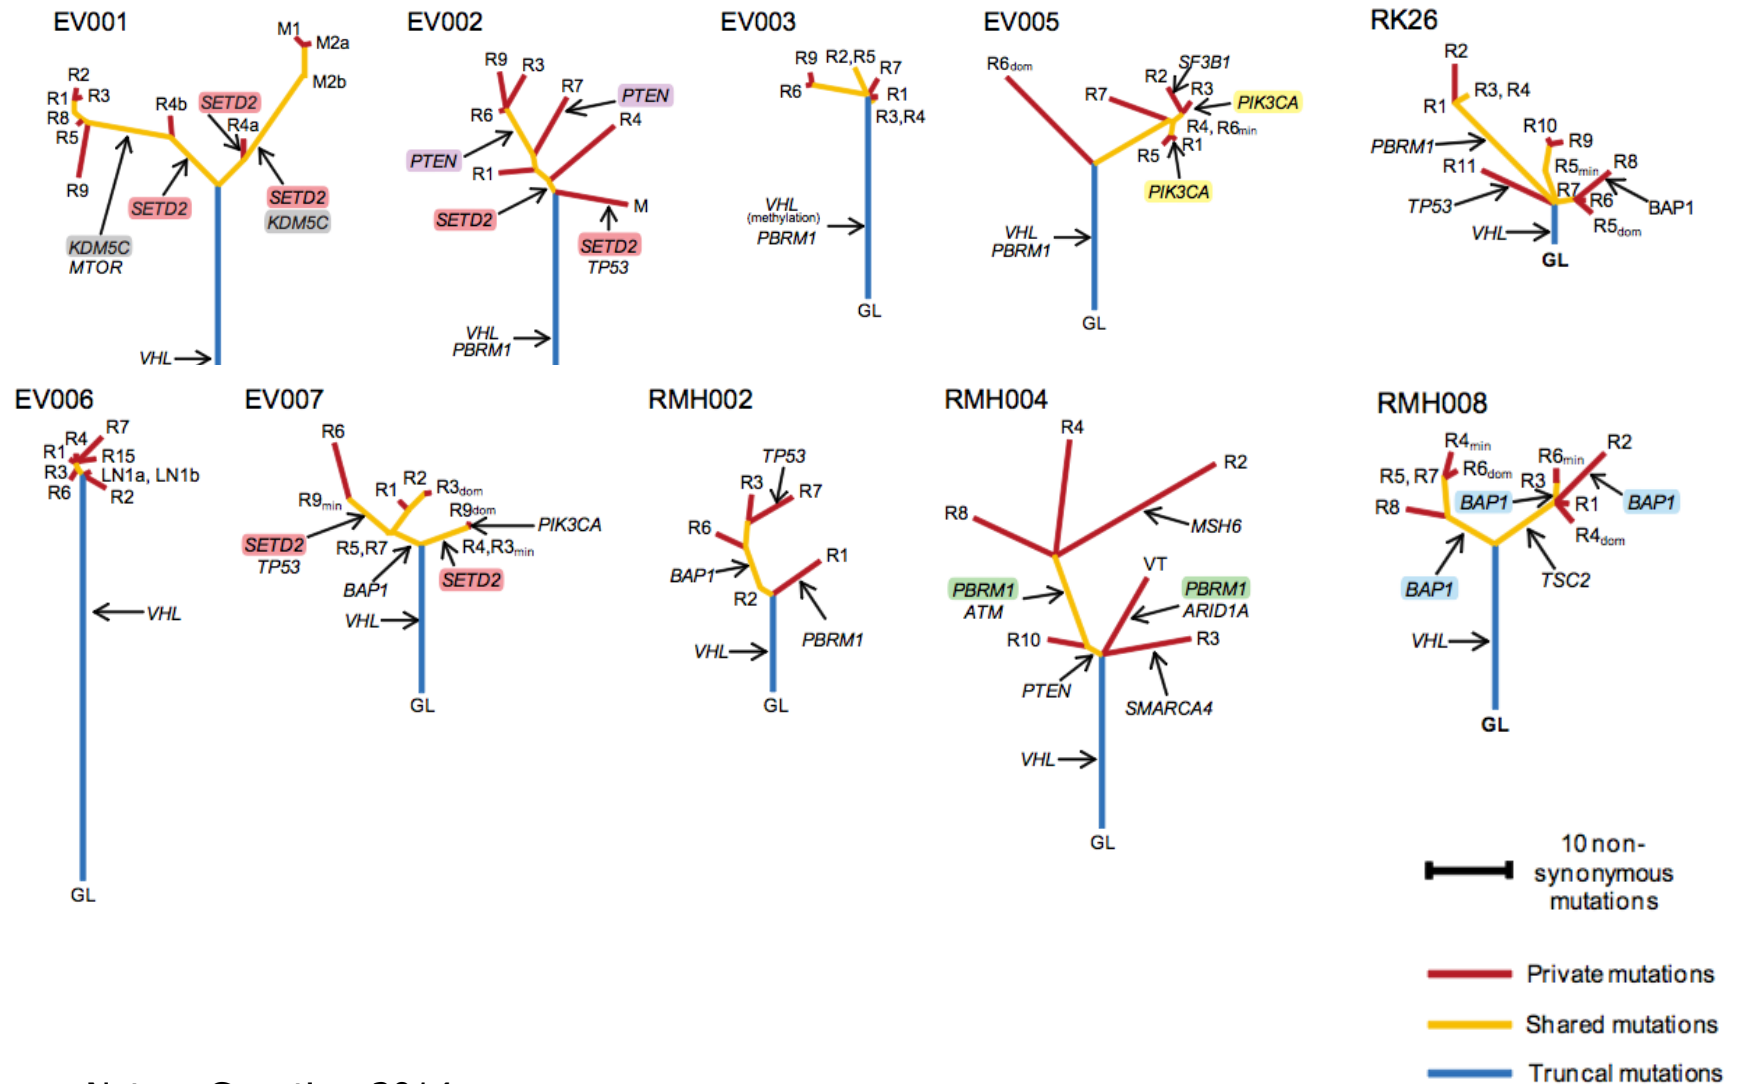 EV001
M1
M2a
M2b
R2
R1
R3
R8
R5
R9
R4b
SETD2
R4a
SETD2
SETD2
KDM5C
KDM5C
MTOR
VHL
EV002
R9
R3
R7
PTEN
R6
R4
PTEN
R1
SETD2
M
SETD2
TP53
VHL
PBRM1
EV003
R9
R2,R5
R7
R6
R1
R3,R4
VHL
(methylation)
PBRM1
GL
EV005
R6dom
R2
SF3B1
R7
R3
PIK3CA
R4, R6min
R5
R1
PIK3CA
VHL
PBRM1
GL
RK26
R2
R3, R4
R1
PBRM1
R10
R9
R11
R5min
R8
TP53
R7
R6
BAP1
R5dom
VHL
GL
EV006
R7
R4
R1
R15
R3
LN1a, LN1b
R6
R2
VHL
GL
EV007
R6
R2
R1
R3dom
R9min
R9dom
PIK3CA
SETD2
TP53
R5,R7
R4,R3min
BAP1
SETD2
VHL
GL
RMH002
TP53
R3
R7
R6
R1
BAP1
R2
PBRM1
VHL
GL
RMH004
R4
R2
R8
MSH6
VT
PBRM1
ATM
PBRM1
ARID1A
R10
R3
PTEN
SMARCA4
VHL
GL
RMH008
R4min
R2
R6min
R5, R7
R6dom
R3
BAP1
BAP1
R8
R1
R4dom
BAP1
TSC2
VHL
GL
10 non-
synonymous
mutations
Private mutations
Shared mutations
Truncal mutations